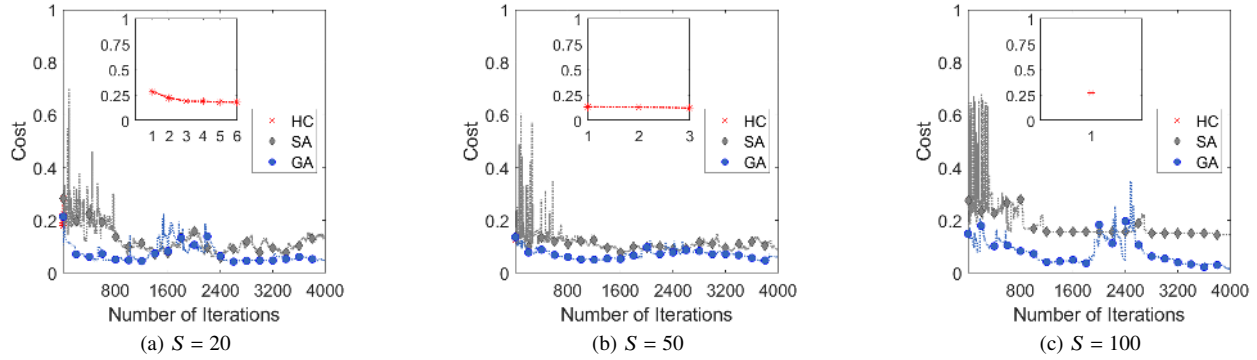 1
0.8
0.6
0.4
0.2
0
Cost
800 1600 2400 3200 4000
Number of Iterations
1
0.75
0.5
0.25
0
1 2 3 4 5 6
HC
SA
GA
(a) S = 20
1
0.8
0.6
0.4
0.2
0
Cost
800 1600 2400 3200 4000
Number of Iterations
1
0.75
0.5
0.25
0
1 2 3
HC
SA
GA
(b) S = 50
1
0.8
0.6
0.4
0.2
0
Cost
800 1600 2400 3200 4000
Number of Iterations
1
0.75
0.5
0.25
0
1
HC
SA
GA
(c) S = 100